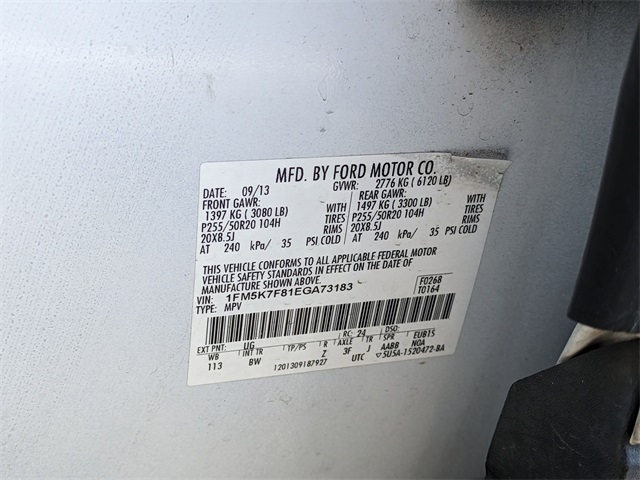 MFD. BY FORD MOTOR CO.
DATE: 09/13 GVWR: 2776 KG ( 6120 LB)
FRONT GAWR: REAR GAWR:
1397 KG ( 3080 LB) WITH 1497 KG ( 3300 LB) WITH
P255/50R20 104H TIRES P255/50R20 104H TIRES
20X8.5J RIMS 20X8.5J RIMS
AT 240 kPa/ 35 PSI COLD AT 240 kPa/ 35 PSI COLD
THIS VEHICLE CONFORMS TO ALL APPLICABLE FEDERAL MOTOR
VEHICLE SAFETY STANDARDS IN EFFECT ON THE DATE OF
MANUFACTURE SHOWN ABOVE.
VIN: 1FM5K7F81EGA73183 F0268
TYPE: MPV T0164
EXT PNT: UG RC: 24 DSO:
WB INT TR TP/PS R AXLE TR SPR EUB15
113 BW Z 3F J AABB NOA
1201309187927 UTC 5U5A-1520472-BA